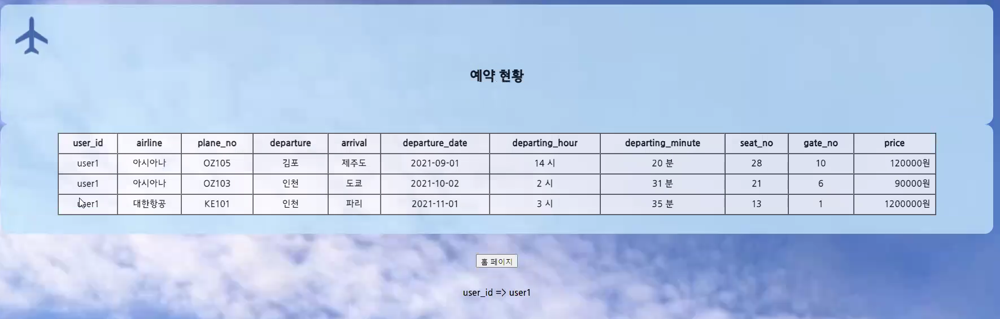 예약 현황
user_id airline plane_no departure arrival departure_date departing_hour departing_minute seat_no gate_no price
user1 아시아나 OZ105 김포 제주도 2021-09-01 14 시 20 분 28 10 120000원
user1 아시아나 OZ103 인천 도쿄 2021-10-02 2 시 31 분 21 6 90000원
user1 대한항공 KE101 인천 파리 2021-11-01 3 시 35 분 13 1 1200000원
홈 페이지
user_id => user1